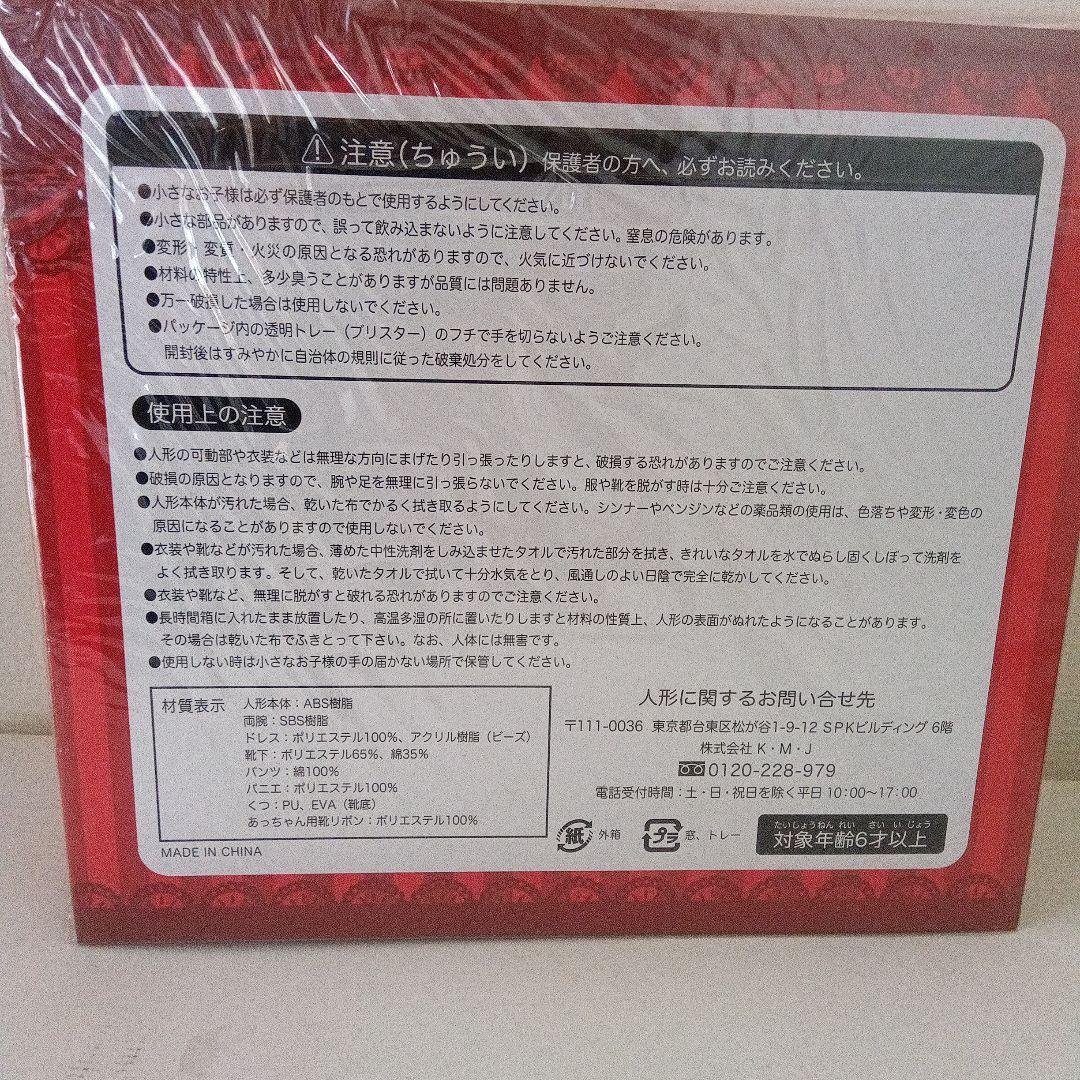 ⚠注意(ちゅうい) 保護者の方へ、必ずお読みください。
●小さなお子様は必ず保護者のもとで使用するようにしてください。
●小さな部品がありますので、誤って飲み込まないように注意してください。窒息の危険があります。
●変形・変質・火災の原因となる恐れがありますので、火気に近づけないでください。
●材料の特性上、多少臭うことがありますが品質には問題ありません。
●万一破損した場合は使用しないでください。
●パッケージ内の透明トレー(ブリスター)のフチで手を切らないようご注意ください。
開封後はすみやかに自治体の規則に従った破棄処分をしてください。
使用上の注意
●人形の可動部や衣装などは無理な方向にまげたり引っ張ったりしますと、破損する恐れがありますのでご注意ください。
●破損の原因となりますので、腕や足を無理に引っ張らないでください。服や靴を脱がす時は十分ご注意ください。
●人形本体が汚れた場合、乾いた布でかるく拭き取るようにしてください。シンナーやベンジンなどの薬品類の使用は、色落ちや変形・変色の
原因になることがありますので使用しないでください。
●衣装や靴などが汚れた場合、薄めた中性洗剤をしみ込ませたタオルで汚れた部分を拭き、きれいなタオルを水でぬらし固くしぼって洗剤を
よく拭き取ります。そして、乾いたタオルで拭いて十分水気をとり、風通しのよい日陰で完全に乾かしてください。
●衣装や靴など、無理に脱がすと破れる恐れがありますのでご注意ください。
●長時間箱に入れたまま放置したり、高温多湿の所に置いたりしますと材料の性質上、人形の表面がぬれたようになることがあります。
その場合は乾いた布でふきとって下さい。なお、人体には無害です。
●使用しない時は小さなお子様の手の届かない場所で保管してください。
材質表示 人形本体:ABS樹脂
両腕:SBS樹脂
ドレス:ポリエステル100%、アクリル樹脂(ビーズ)
靴下:ポリエステル65%、綿35%
パンツ:綿100%
パニエ:ポリエステル100%
くつ:PU、EVA(靴底)
あっちゃん用靴リボン:ポリエステル100%
MADE IN CHINA
人形に関するお問い合せ先
〒111-0036 東京都台東区松が谷1-9-12 SPKビルディング 6階
株式会社 K・M・J
0120-228-979
電話受付時間:土・日・祝日を除く平日 10:00〜17:00
紙 外箱 プラ 窓、トレー
たいしょうねんれい さいいじょう
対象年齢6才以上